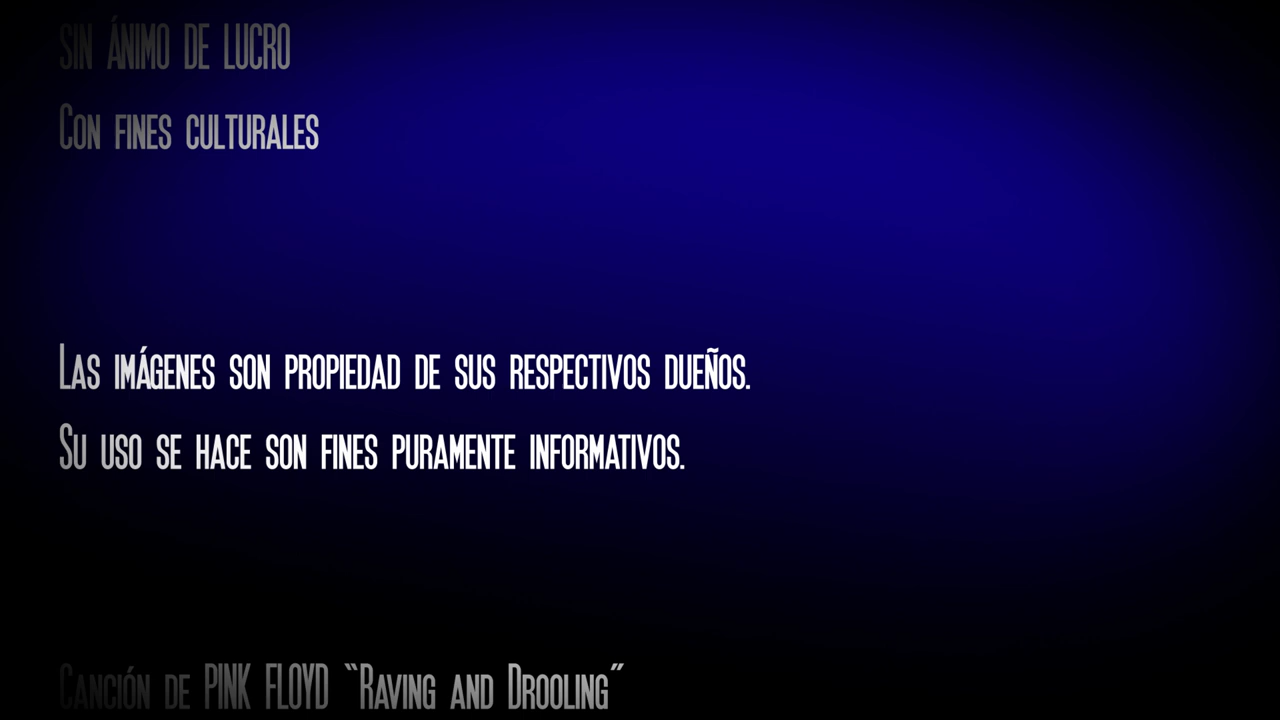 SIN ÁNIMO DE LUCRO
CON FINES CULTURALES
LAS IMÁGENES SON PROPIEDAD DE SUS RESPECTIVOS DUEÑOS.
SU USO SE HACE SON FINES PURAMENTE INFORMATIVOS.
CANCIÓN DE PINK FLOYD "RAVING AND DROOLING"